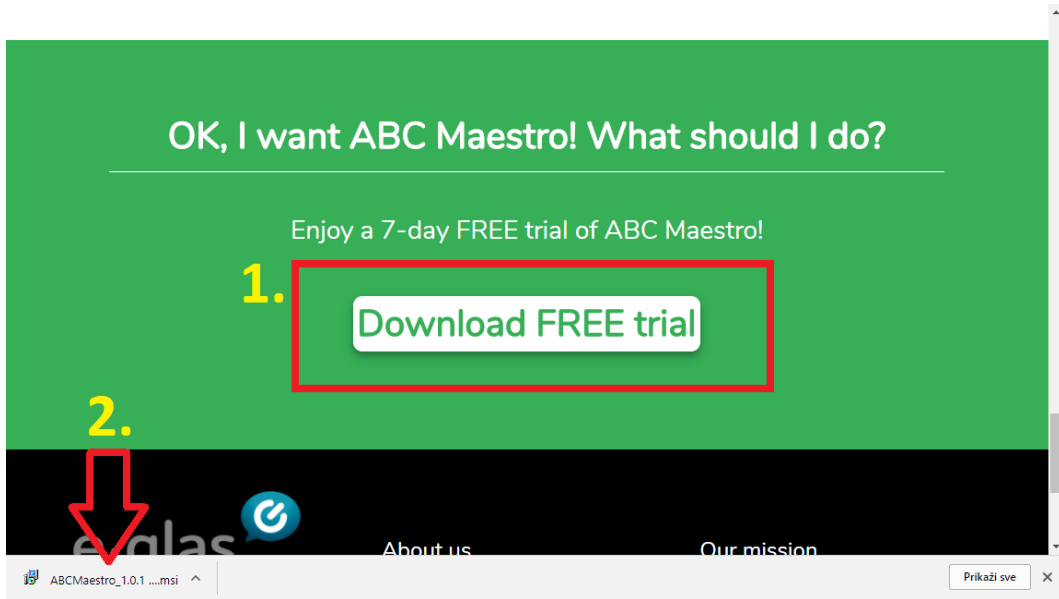 OK, I want ABC Maestro! What should I do?
Enjoy a 7-day FREE trial of ABC Maestro!
1.
Download FREE trial
2.
e-glas
About us
Our mission
ABCMaestro_1.0.1 ....msi
Prikaži sve